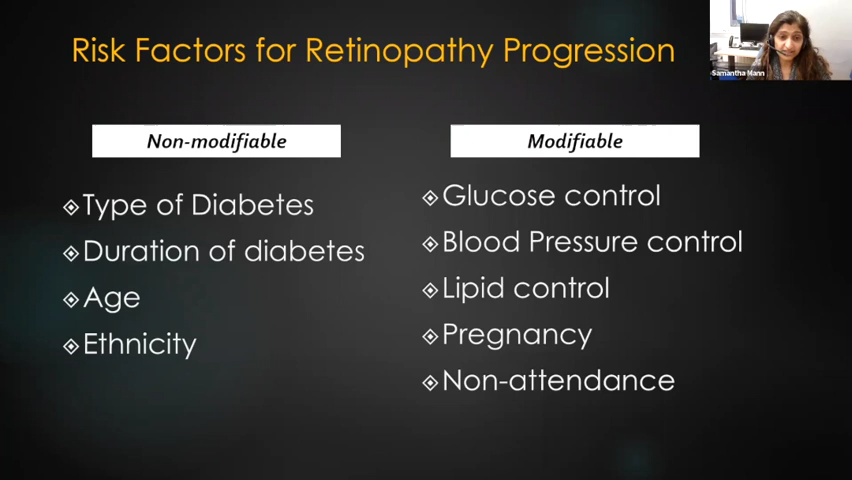 Risk Factors for Retinopathy Progression
Samantha Mann
Non-modifiable
Type of Diabetes
Duration of diabetes
Age
Ethnicity
Modifiable
Glucose control
Blood Pressure control
Lipid control
Pregnancy
Non-attendance